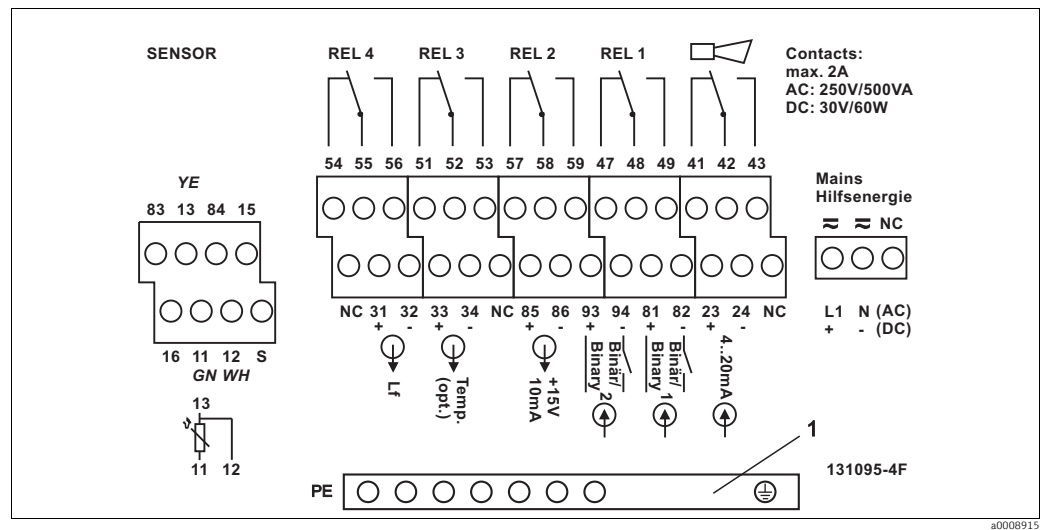 SENSOR
REL 4 REL 3 REL 2 REL 1
Contacts:
max. 2A
AC: 250V/500VA
DC: 30V/60W
54 55 56 51 52 53 57 58 59 47 48 49 41 42 43
YE
83 13 84 15
Mains
Hilfsenergie
NC
NC 31 32 33 34 NC 85 86 93 94 81 82 23 24 NC
+ - + - + - + - + - + -
L1 N (AC)
+ - (DC)
16 11 12 S
GN WH
Lf
Temp.
(opt.)
+15V
10mA
Binär/
Binary 2
Binär/
Binary 1
4..20mA
13
11 12
1
131095-4F
PE
a0008915